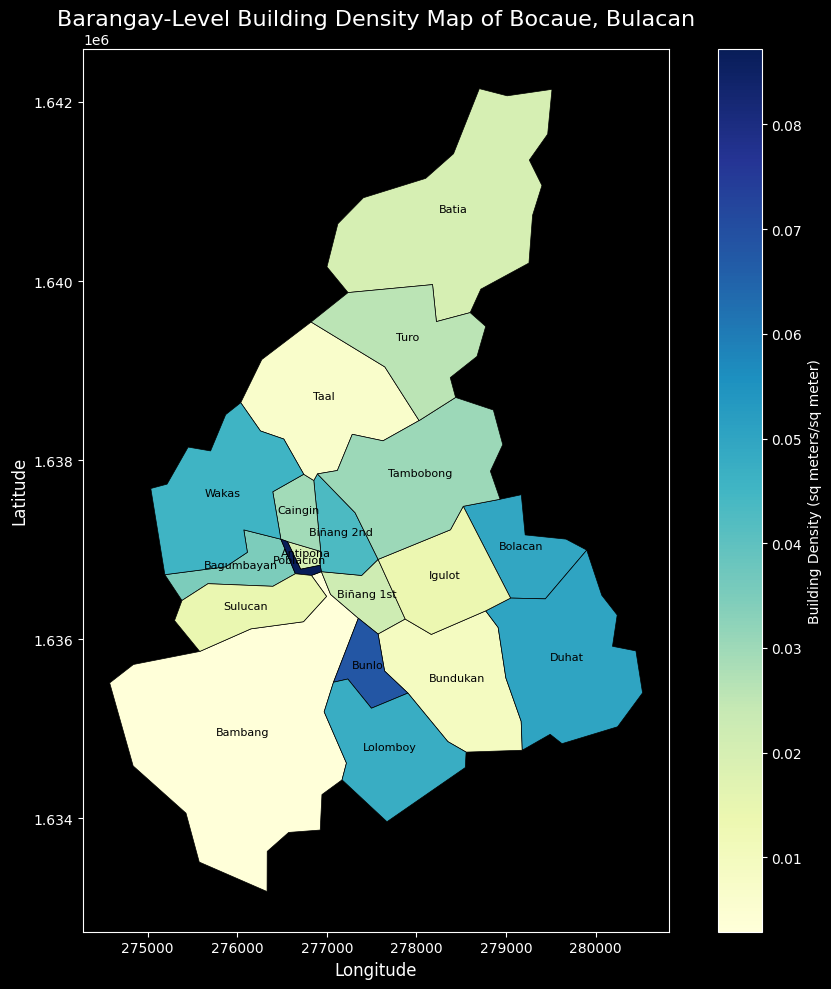 Barangay-Level Building Density Map of Bocaue, Bulacan
1e6
1.642
1.640
1.638
1.636
1.634
Latitude
Batia
Turo
Taal
Tambobong
Wakas
Caingin
Biñang 2nd
Bolacan
Antipona
Poblacion
Bagumbayan
Igulot
Biñang 1st
Sulucan
Duhat
Bunlo
Bundukan
Bambang
Lolomboy
275000
276000
277000
278000
279000
280000
Longitude
0.08
0.07
0.06
0.05
0.04
0.03
0.02
0.01
Building Density (sq meters/sq meter)